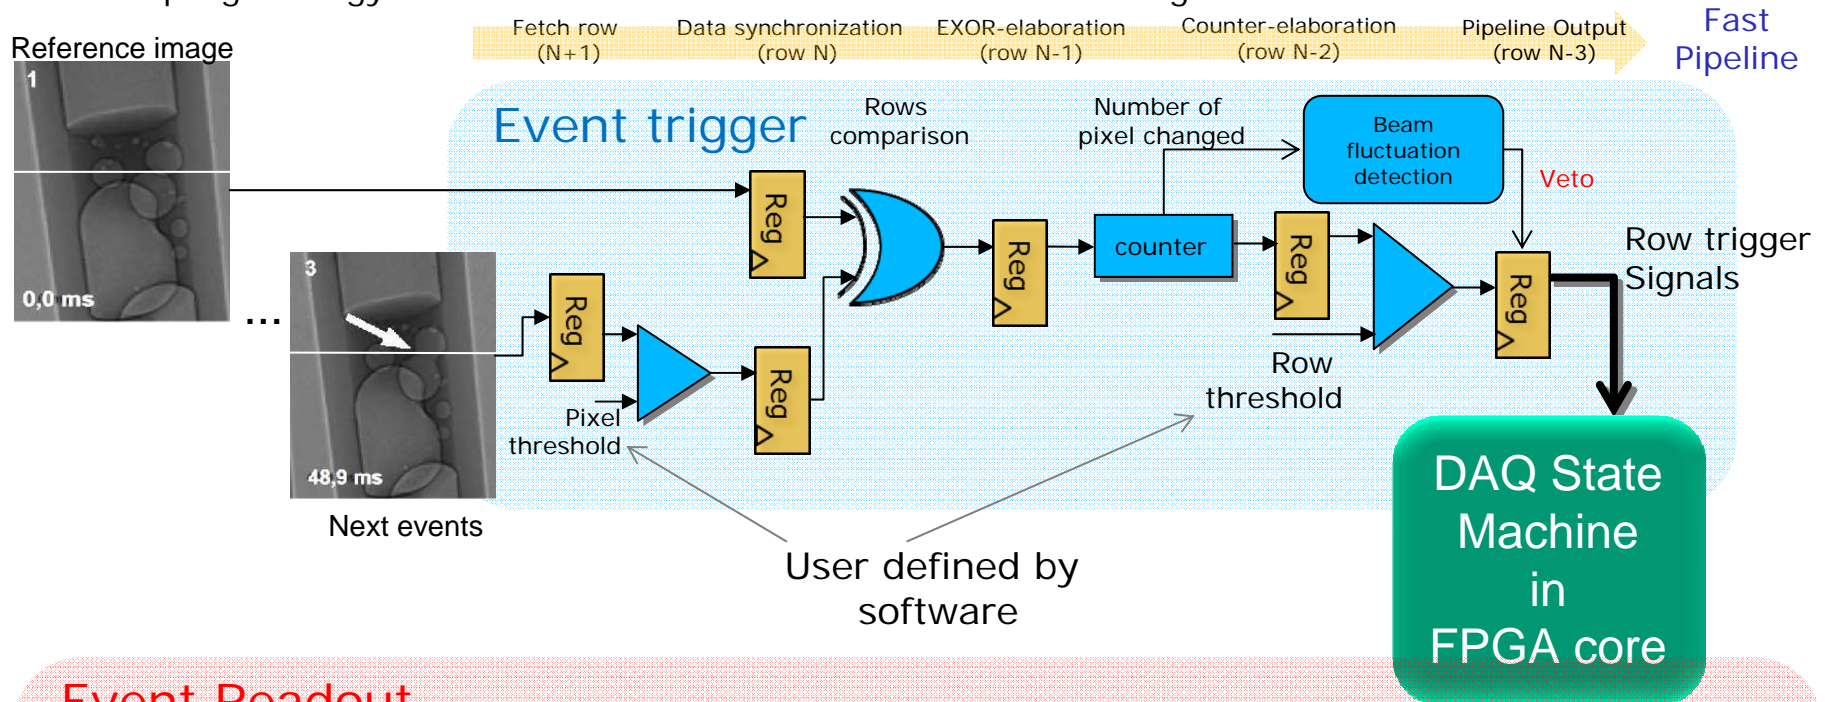 Fetch row
(N+1)
Data synchronization
(row N)
EXOR-elaboration
(row N-1)
Counter-elaboration
(row N-2)
Pipeline Output
(row N-3)
Fast
Pipeline
Reference image
1
0,0 ms
...
3
48,9 ms
Next events
Event trigger
Rows
comparison
Number of
pixel changed
Beam
fluctuation
detection
Veto
Reg
Reg
Reg
Reg
counter
Reg
Reg
Row trigger
Signals
Pixel
threshold
Row
threshold
User defined by
software
DAQ State
Machine
in
FPGA core
Event Readout